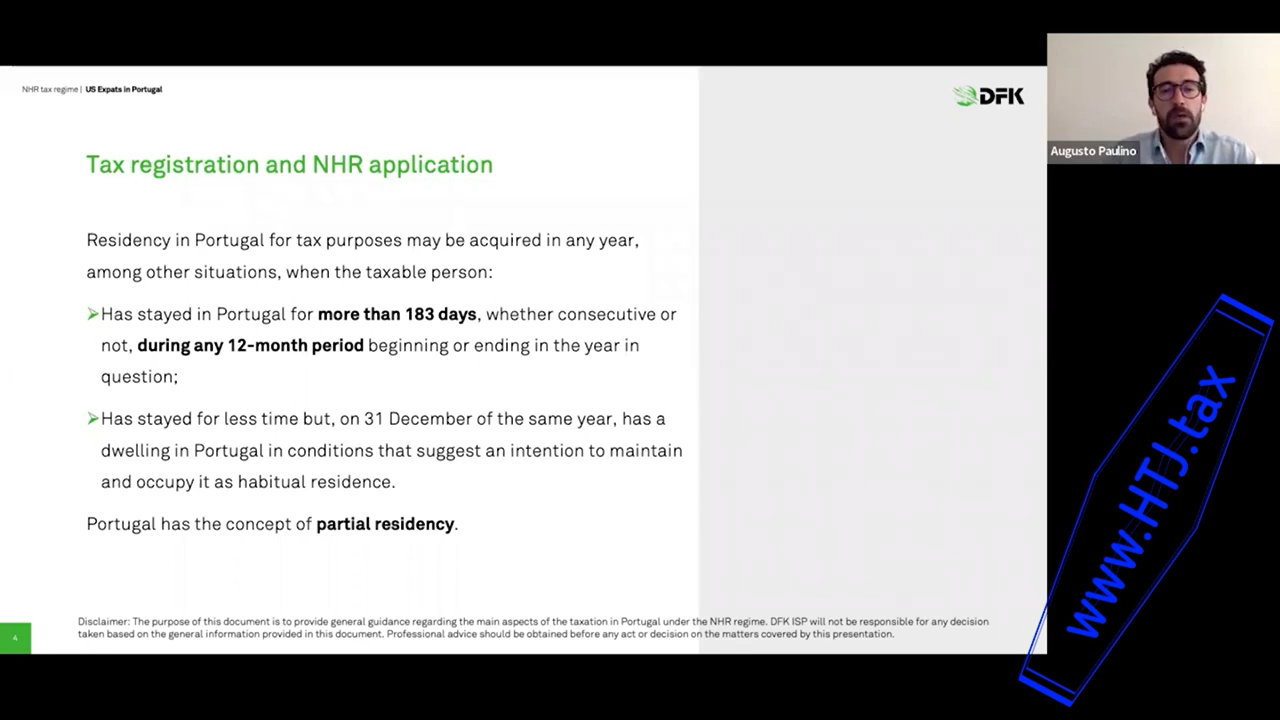 NHR tax regime | US Expats in Portugal
DFK
Augusto Paulino
Tax registration and NHR application
Residency in Portugal for tax purposes may be acquired in any year,
among other situations, when the taxable person:
➢Has stayed in Portugal for more than 183 days, whether consecutive or
not, during any 12-month period beginning or ending in the year in
question;
➢Has stayed for less time but, on 31 December of the same year, has a
dwelling in Portugal in conditions that suggest an intention to maintain
and occupy it as habitual residence.
Portugal has the concept of partial residency.
www.HTJ.tax
Disclaimer: The purpose of this document is to provide general guidance regarding the main aspects of the taxation in Portugal under the NHR regime. DFK ISP will not be responsible for any decision
taken based on the general information provided in this document. Professional advice should be obtained before any act or decision on the matters covered by this presentation.
4